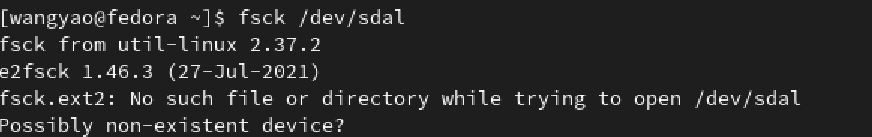 [wangyao@fedora ~]$ fsck /dev/sdal
fsck from util-linux 2.37.2
e2fsck 1.46.3 (27-Jul-2021)
fsck.ext2: No such file or directory while trying to open /dev/sdal
Possibly non-existent device?